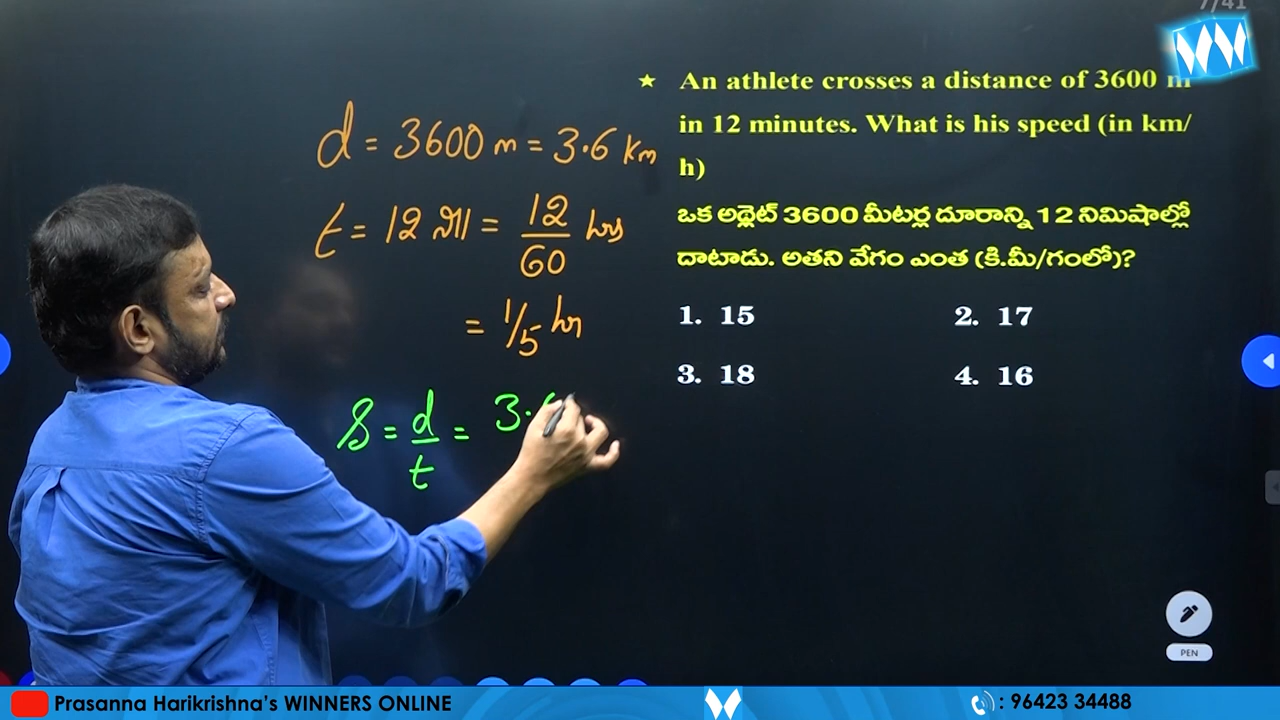 7/41
★ An athlete crosses a distance of 3600 m
in 12 minutes. What is his speed (in km/
h)
ఒక అథ్లెట్ 3600 మీటర్ల దూరాన్ని 12 నిమిషాల్లో
దాటాడు. అతని వేగం ఎంత (కి.మీ/గంలో)?
1. 15 2. 17
3. 18 4. 16
d = 3600 m = 3.6 km
t = 12 = 12/60 hrs
= 1/5 hr
S = d/t = 3.6
PEN
Prasanna Harikrishna's WINNERS ONLINE
: 96423 34488